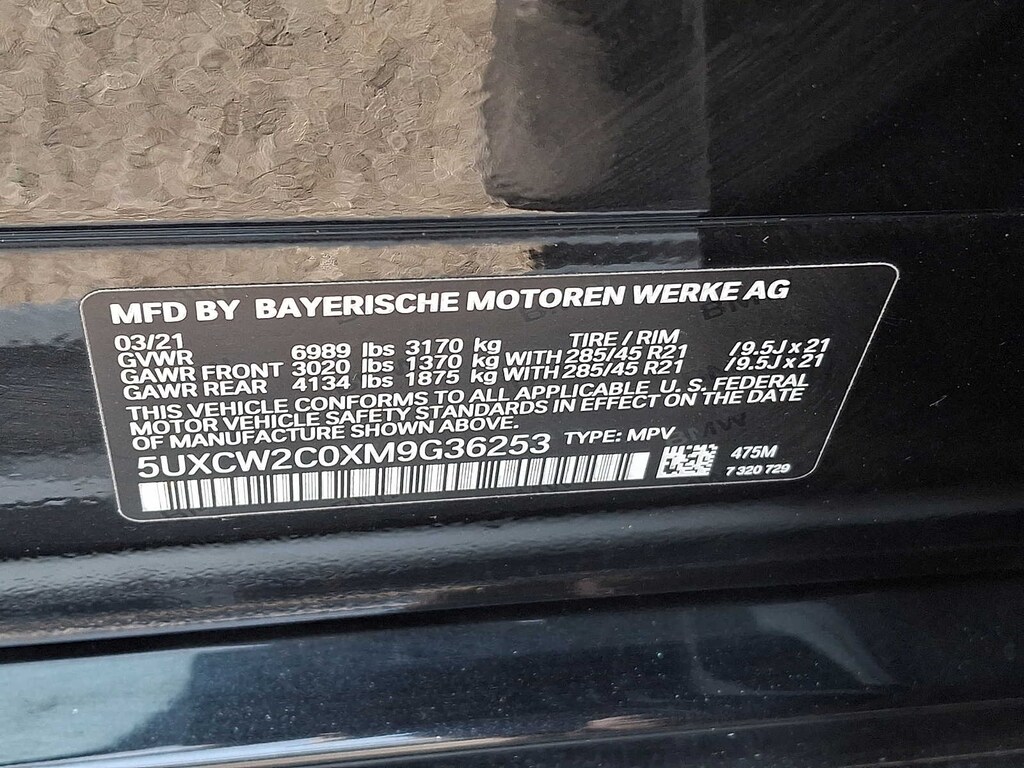 MFD BY BAYERISCHE MOTOREN WERKE AG
03/21 TIRE / RIM
GVWR 6989 lbs 3170 kg
GAWR FRONT 3020 lbs 1370 kg WITH 285/45 R21 /9.5J x 21
GAWR REAR 4134 lbs 1875 kg WITH 285/45 R21 /9.5J x 21
THIS VEHICLE CONFORMS TO ALL APPLICABLE U. S. FEDERAL
MOTOR VEHICLE SAFETY STANDARDS IN EFFECT ON THE DATE
OF MANUFACTURE SHOWN ABOVE.
5UXCW2C0XM9G36253 TYPE: MPV
475M
7 320 729
BMW